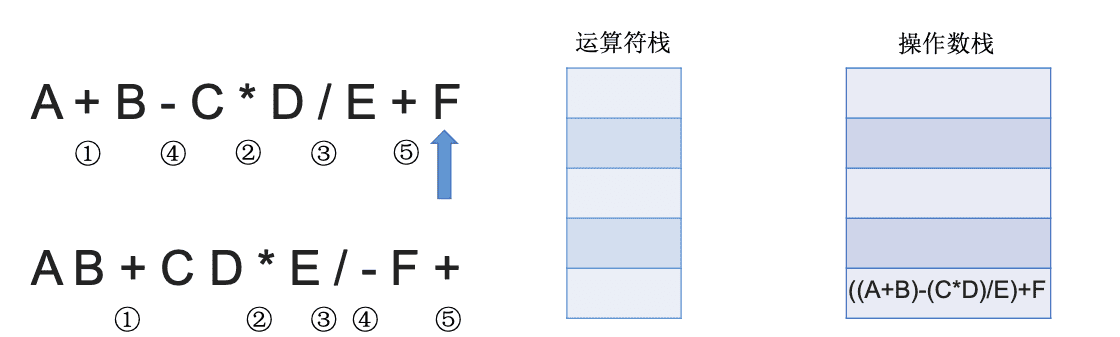 A + B - C * D / E + F
① ④ ② ③ ⑤
A B + C D * E / - F +
① ② ③ ④ ⑤
运算符栈
操作数栈
((A+B)-(C*D)/E)+F